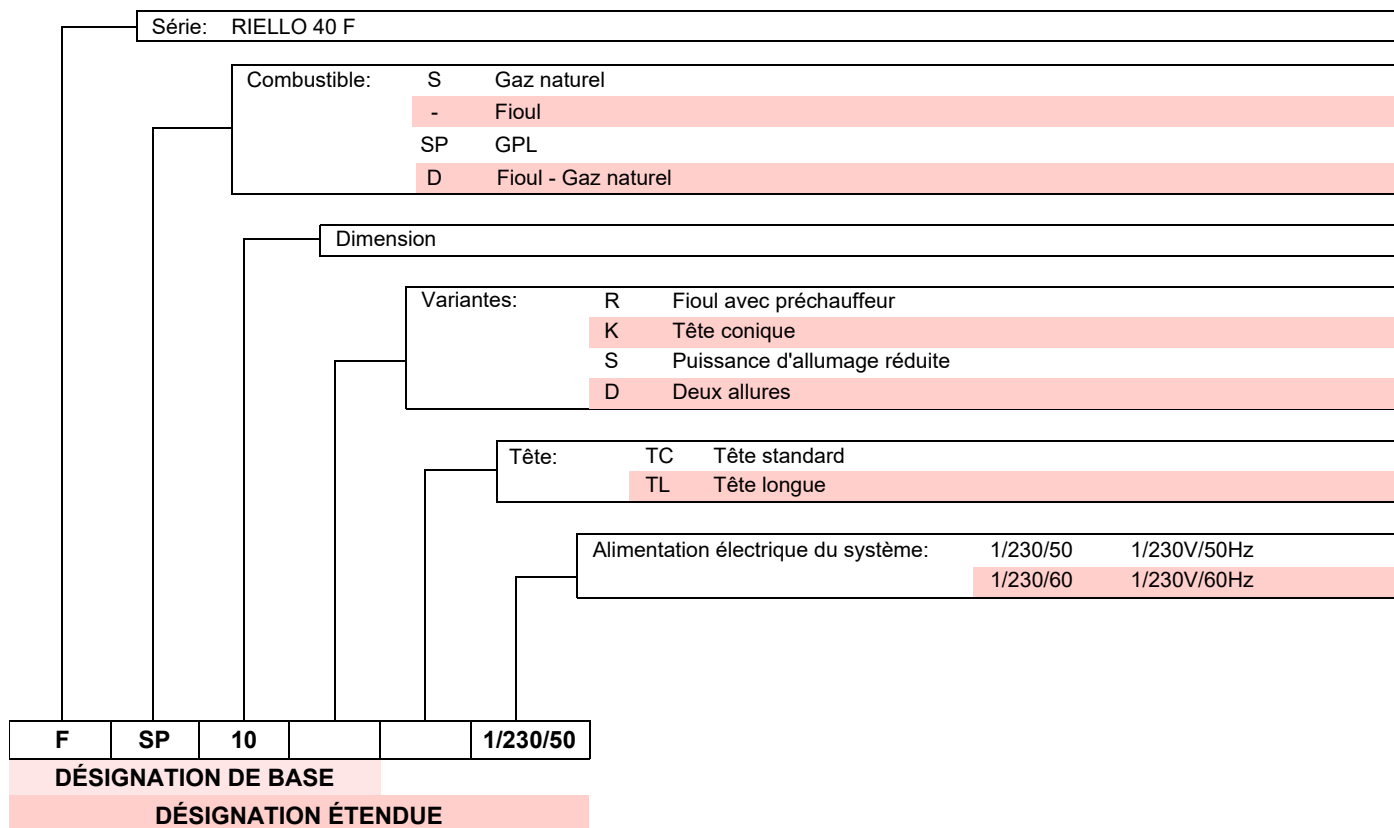 Série: RIELLO 40 F
Combustible: S Gaz naturel
- Fioul
SP GPL
D Fioul - Gaz naturel
Dimension
Variantes: R Fioul avec préchauffeur
K Tête conique
S Puissance d'allumage réduite
D Deux allures
Tête: TC Tête standard
TL Tête longue
Alimentation électrique du système: 1/230/50 1/230V/50Hz
1/230/60 1/230V/60Hz
F SP 10 1/230/50
DÉSIGNATION DE BASE
DÉSIGNATION ÉTENDUE